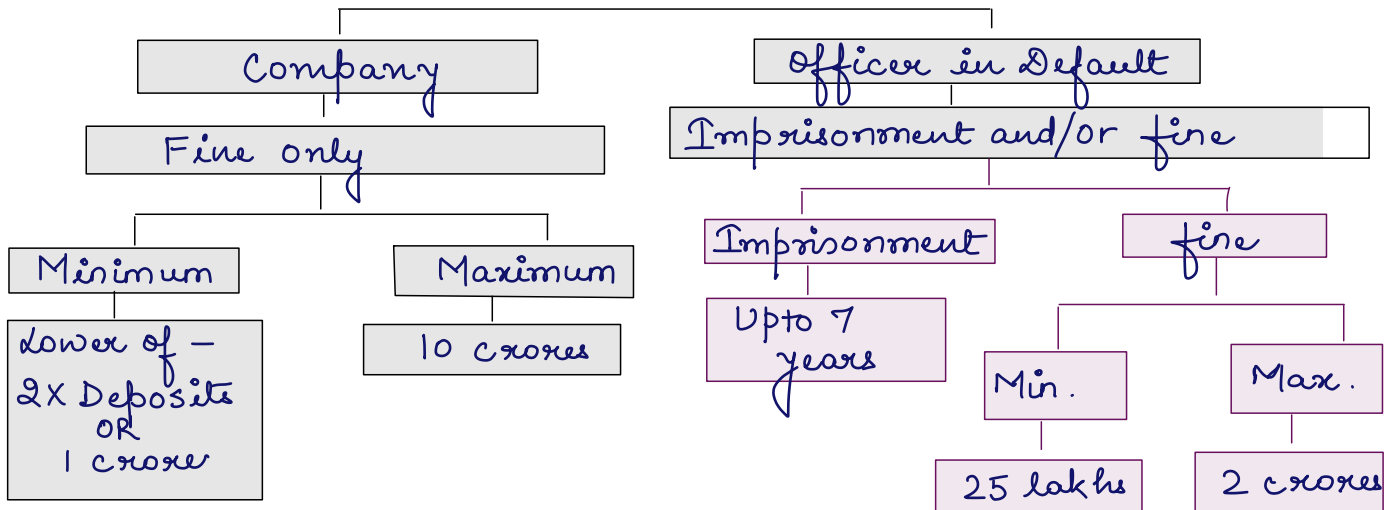 Company
Officer in Default
Fine only
Imprisonment and/or fine
Minimum
Maximum
Imprisonment
fine
Lower of -
2X Deposits
OR
1 crore
10 crores
Upto 7
years
Min.
Max.
25 lakhs
2 crores